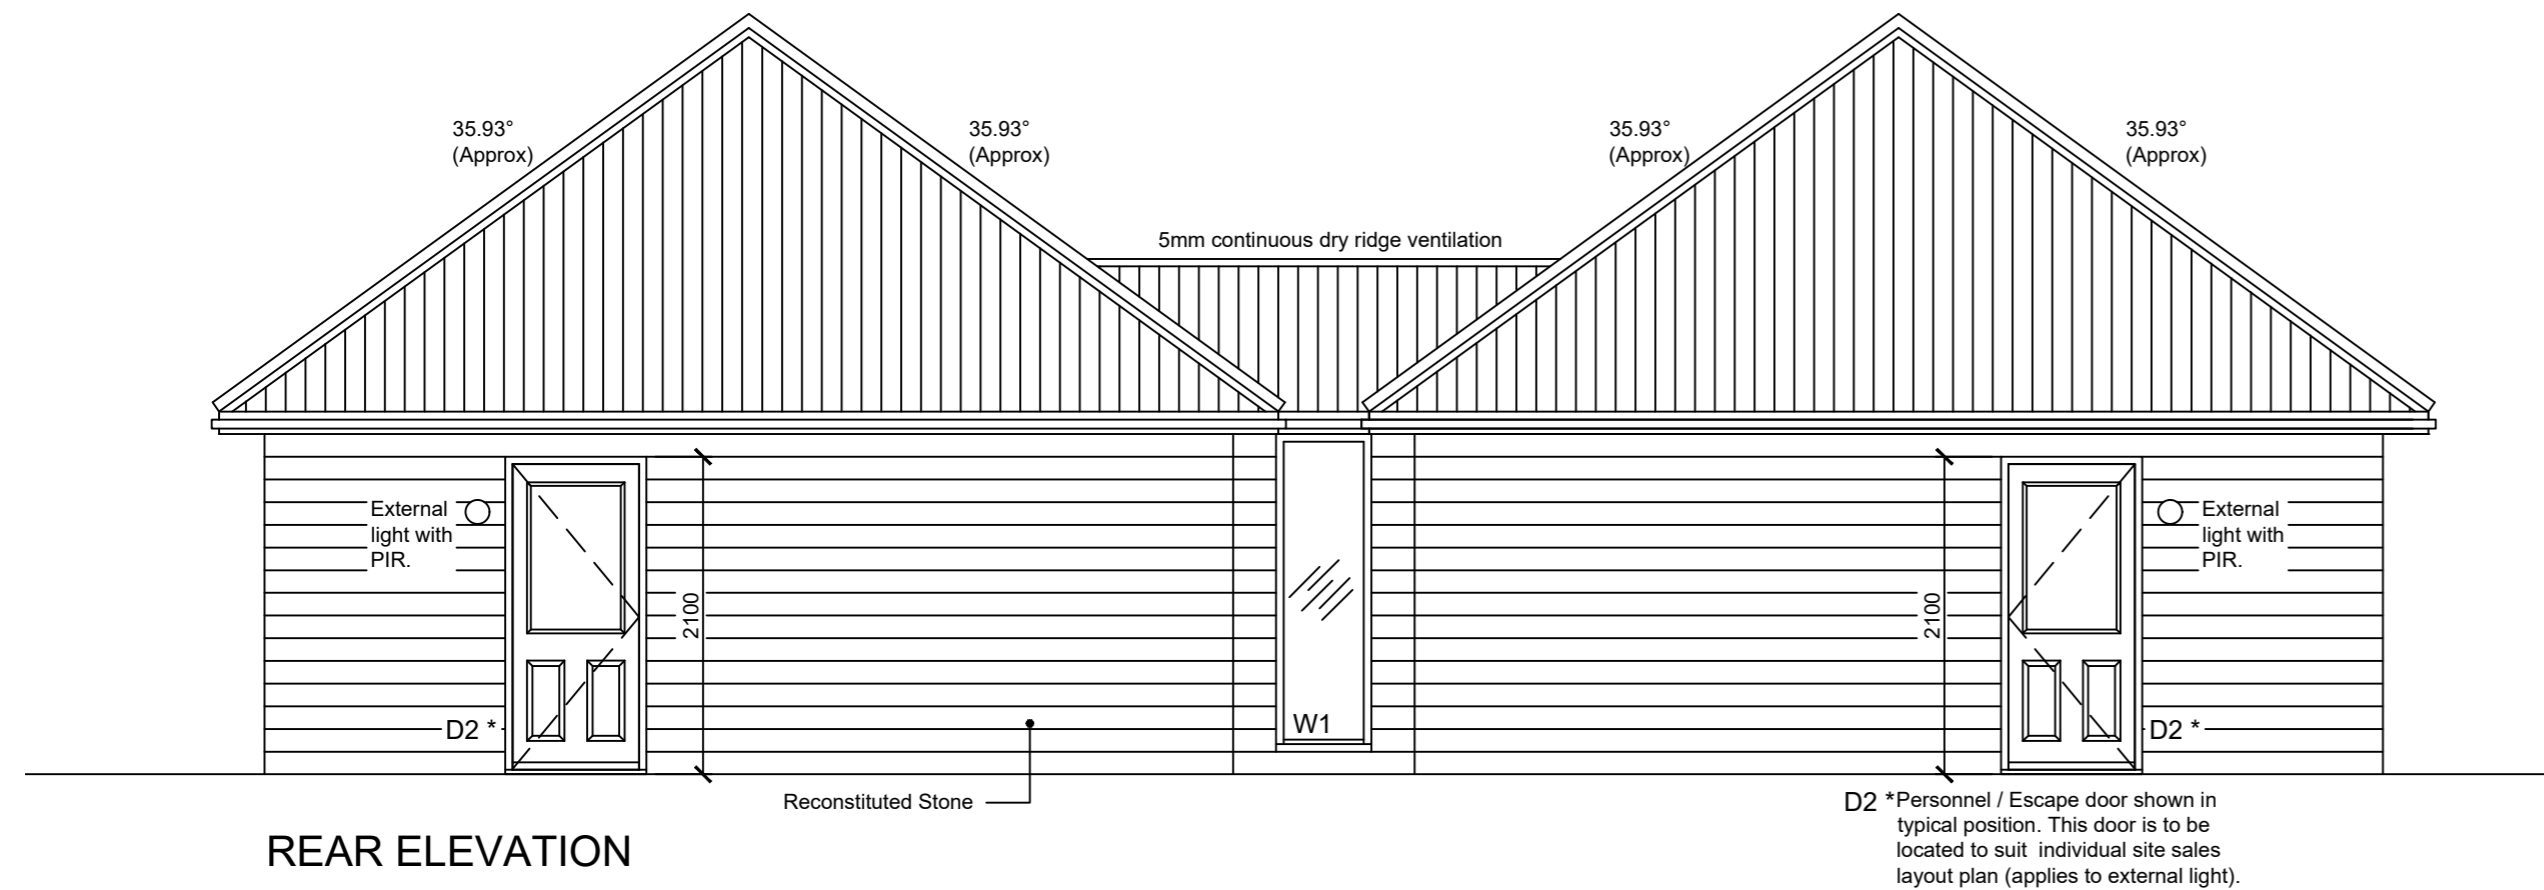 35.93°
(Approx)
35.93°
(Approx)
35.93°
(Approx)
35.93°
(Approx)
5mm continuous dry ridge ventilation
External
light with
PIR.
External
light with
PIR.
2100
2100
D2 *
W1
D2 *
Reconstituted Stone
D2 *Personnel / Escape door shown in
typical position. This door is to be
located to suit individual site sales
layout plan (applies to external light).
REAR ELEVATION